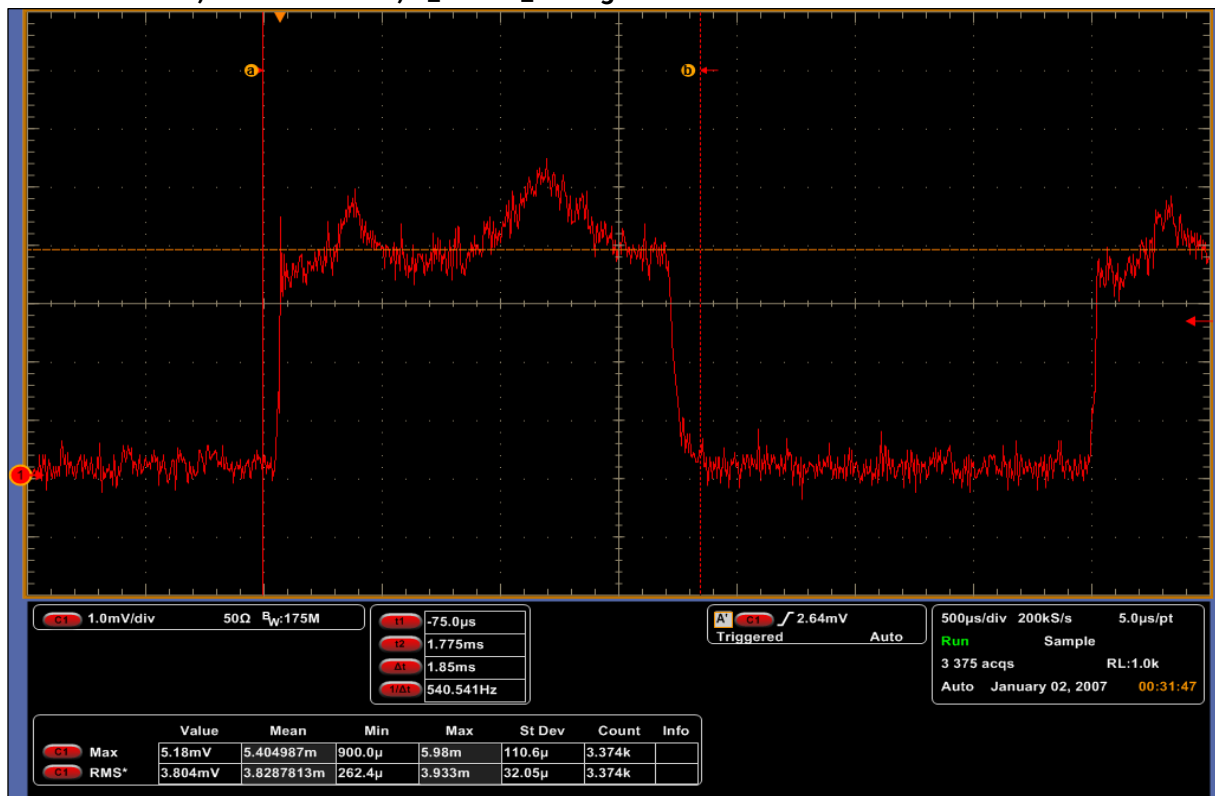 a b
1
C1 1.0mV/div 50Ω BW:175M
t1 -75.0µs
t2 1.775ms
Δt 1.85ms
1/Δt 540.541Hz
A' C1 2.64mV
Triggered Auto
500µs/div 200kS/s 5.0µs/pt
Run Sample
3 375 acqs RL:1.0k
Auto January 02, 2007 00:31:47
Value Mean Min Max St Dev Count Info
C1 Max 5.18mV 5.404987m 900.0µ 5.98m 110.6µ 3.374k
C1 RMS* 3.804mV 3.8287813m 262.4µ 3.933m 32.05µ 3.374k